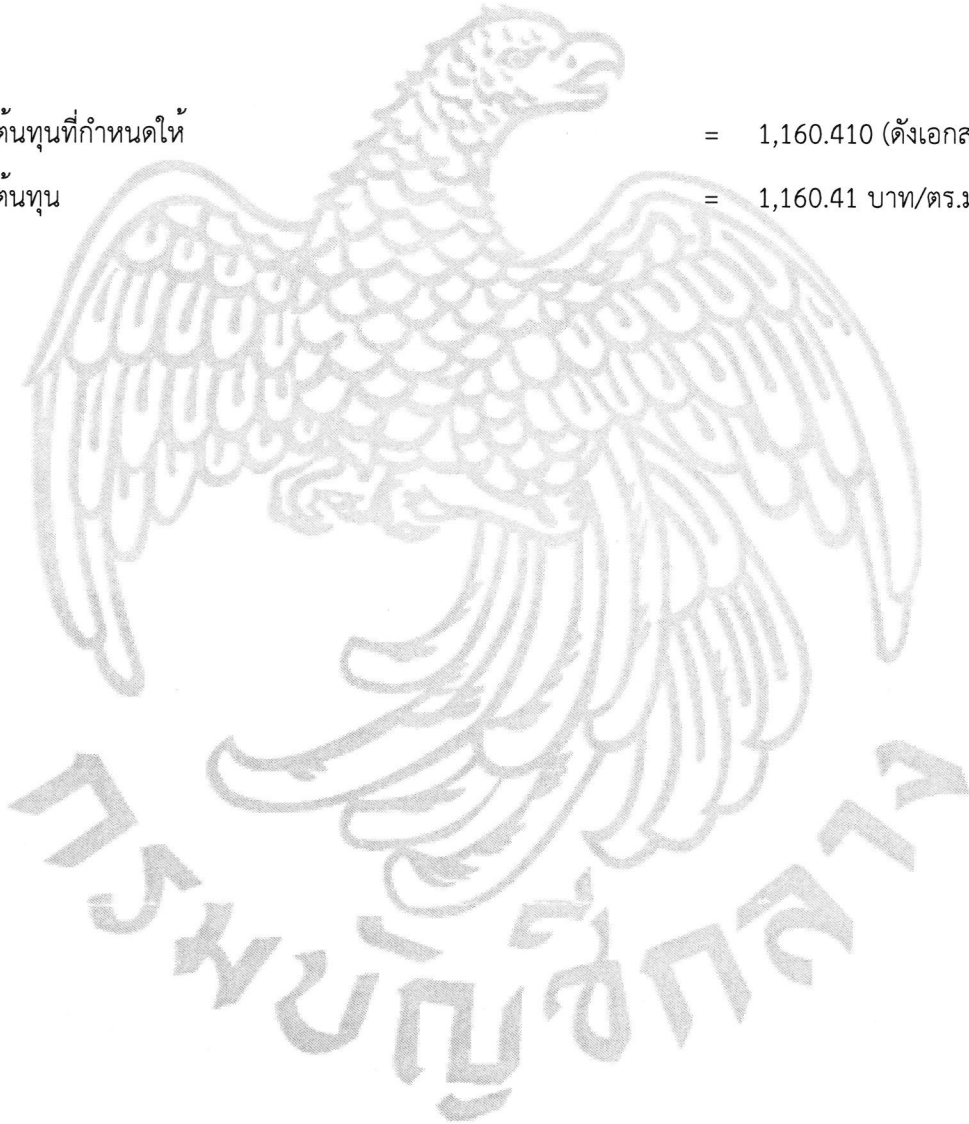 ต้นทุนที่กำหนดให้ = 1,160.410 (ดังเอกส
ต้นทุน = 1,160.41 บาท/ตร.ม
กรมบัญชีกลาง